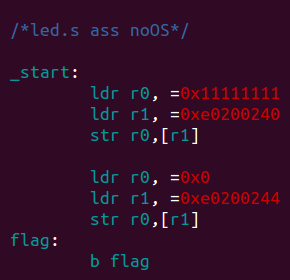 /*led.s ass noOS*/
_start:
ldr r0, =0x11111111
ldr r1, =0xe0200240
str r0,[r1]
ldr r0, =0x0
ldr r1, =0xe0200244
str r0,[r1]
flag:
b flag